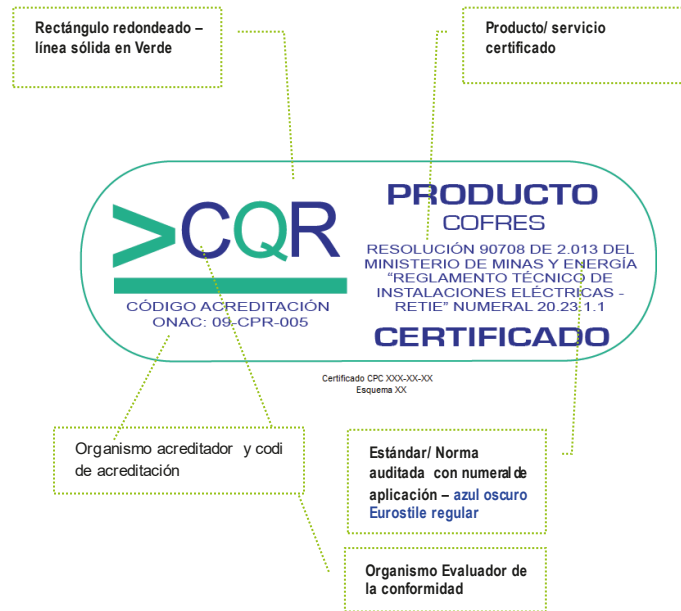 Rectángulo redondeado –
línea sólida en Verde
Producto/ servicio
certificado
CQR
CÓDIGO ACREDITACIÓN
ONAC: 09-CPR-005
PRODUCTO
COFRES
RESOLUCIÓN 90708 DE 2.013 DEL
MINISTERIO DE MINAS Y ENERGÍA
"REGLAMENTO TÉCNICO DE
INSTALACIONES ELÉCTRICAS -
RETIE" NUMERAL 20.23.1.1
CERTIFICADO
Certificado CPC XXX-XX-XX
Esquema XX
Organismo acreditador y codi
de acreditación
Estándar/ Norma
auditada con numeral de
aplicación – azul oscuro
Eurostile regular
Organismo Evaluador de
la conformidad